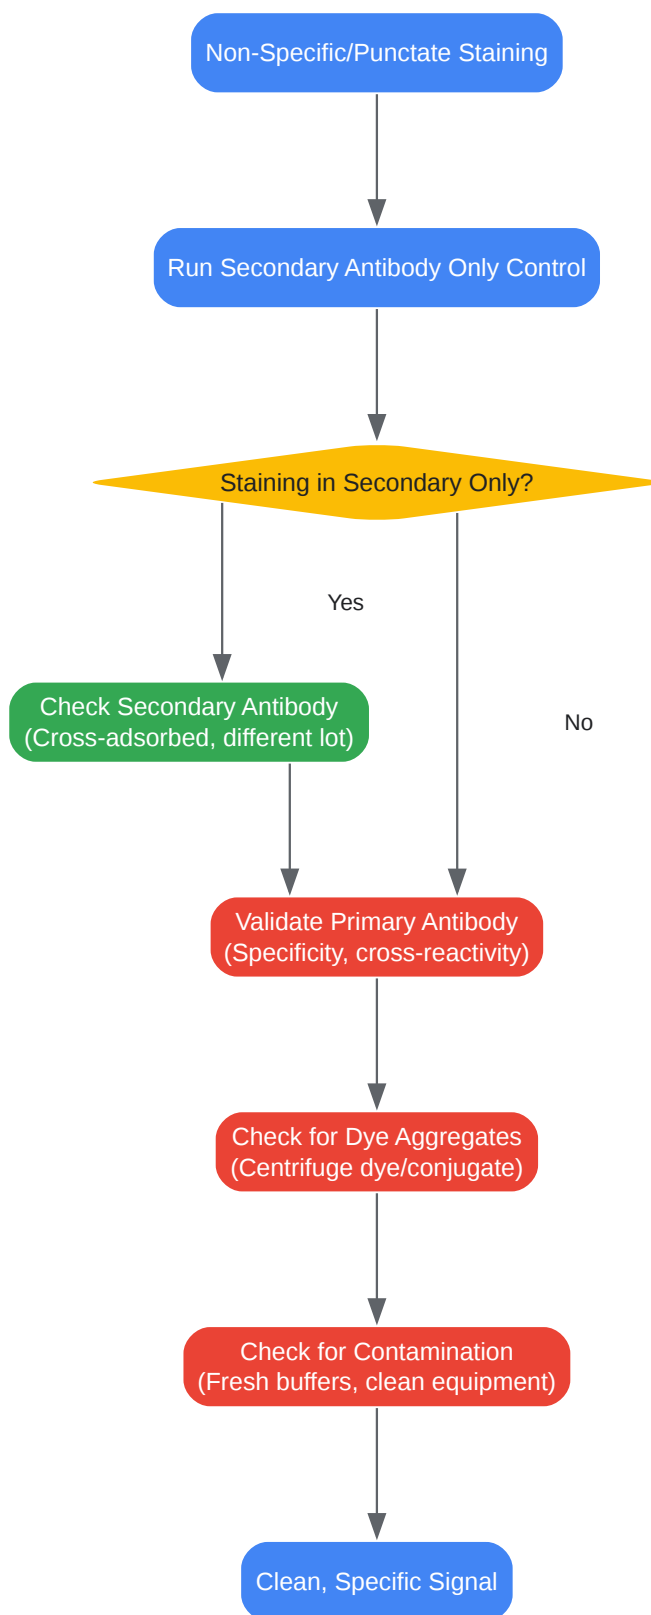 Non-Specific/Punctate Staining
Run Secondary Antibody Only Control
Staining in Secondary Only?
Yes
Check Secondary Antibody
(Cross-adsorbed, different lot)
No
Validate Primary Antibody
(Specificity, cross-reactivity)
Check for Dye Aggregates
(Centrifuge dye/conjugate)
Check for Contamination
(Fresh buffers, clean equipment)
Clean, Specific Signal